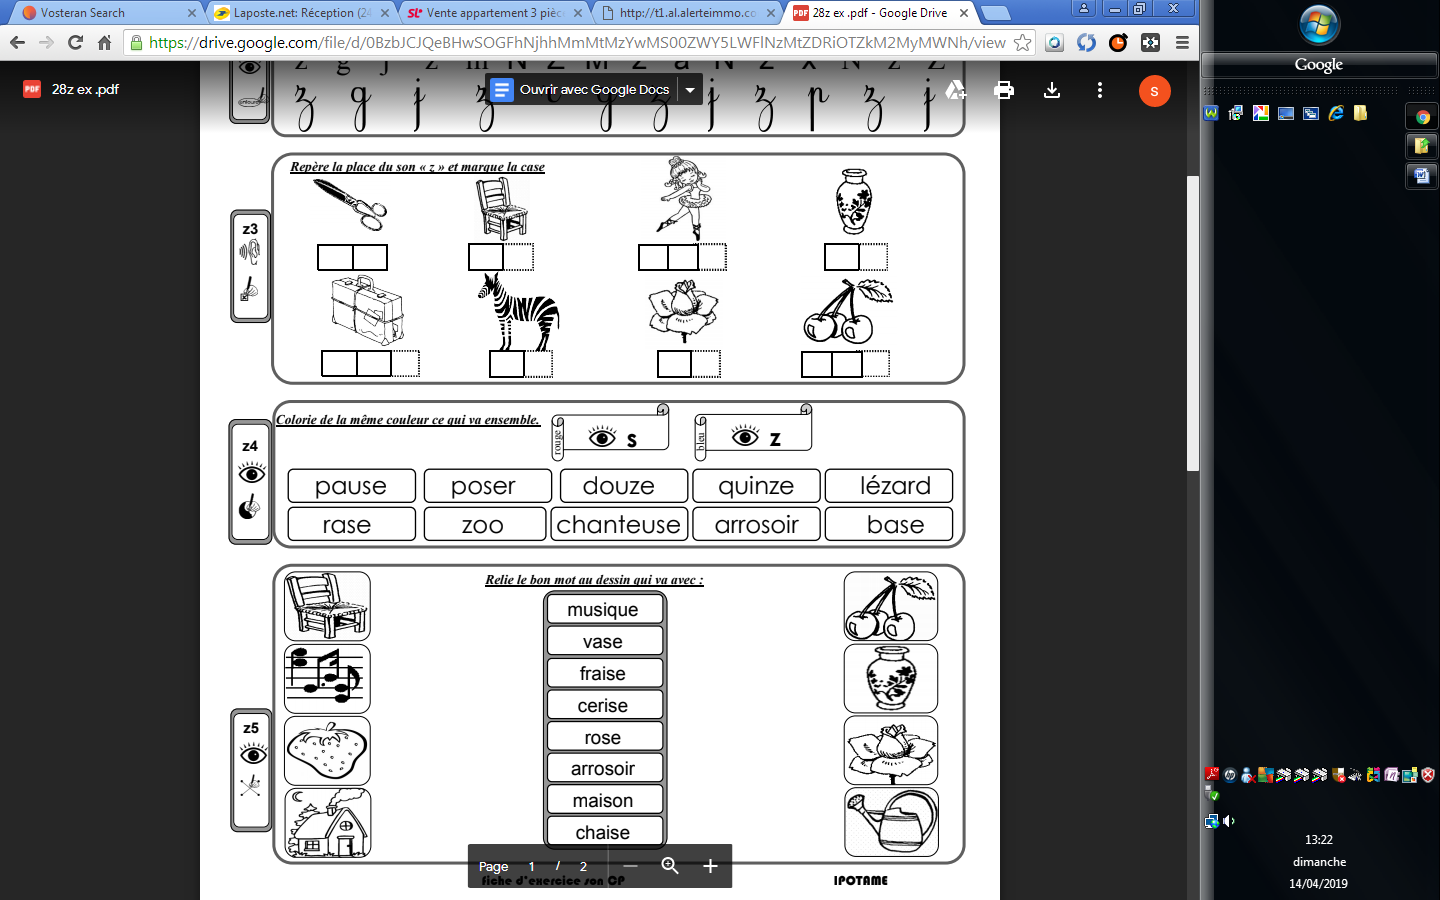 Vosteran Search
Laposte.net: Réception (24
Vente appartement 3 pièc
http://t1.al.alerteimmo.co
28z ex .pdf - Google Drive
https://drive.google.com/file/d/0BzbJCJQeBHwSOGFhNjhhMmMtMzYwMS00ZWY5LWFlNzMtZDRiOTZkM2MyMWNh/view
Google
PDF 28z ex .pdf
Ouvrir avec Google Docs
s
z g j z m N Z M z a N Z x N z Z
z g j z g z j z p z j
Repère la place du son « z » et marque la case
z3
Colorie de la même couleur ce qui va ensemble.
rouge
s
bleu
z
z4
pause poser douze quinze lézard
rase zoo chanteuse arrosoir base
Relie le bon mot au dessin qui va avec :
musique
vase
fraise
cerise
rose
arrosoir
maison
chaise
z5
Page 1 / 2
fiche d'exercice son CP
IPOTAME
13:22
dimanche
14/04/2019